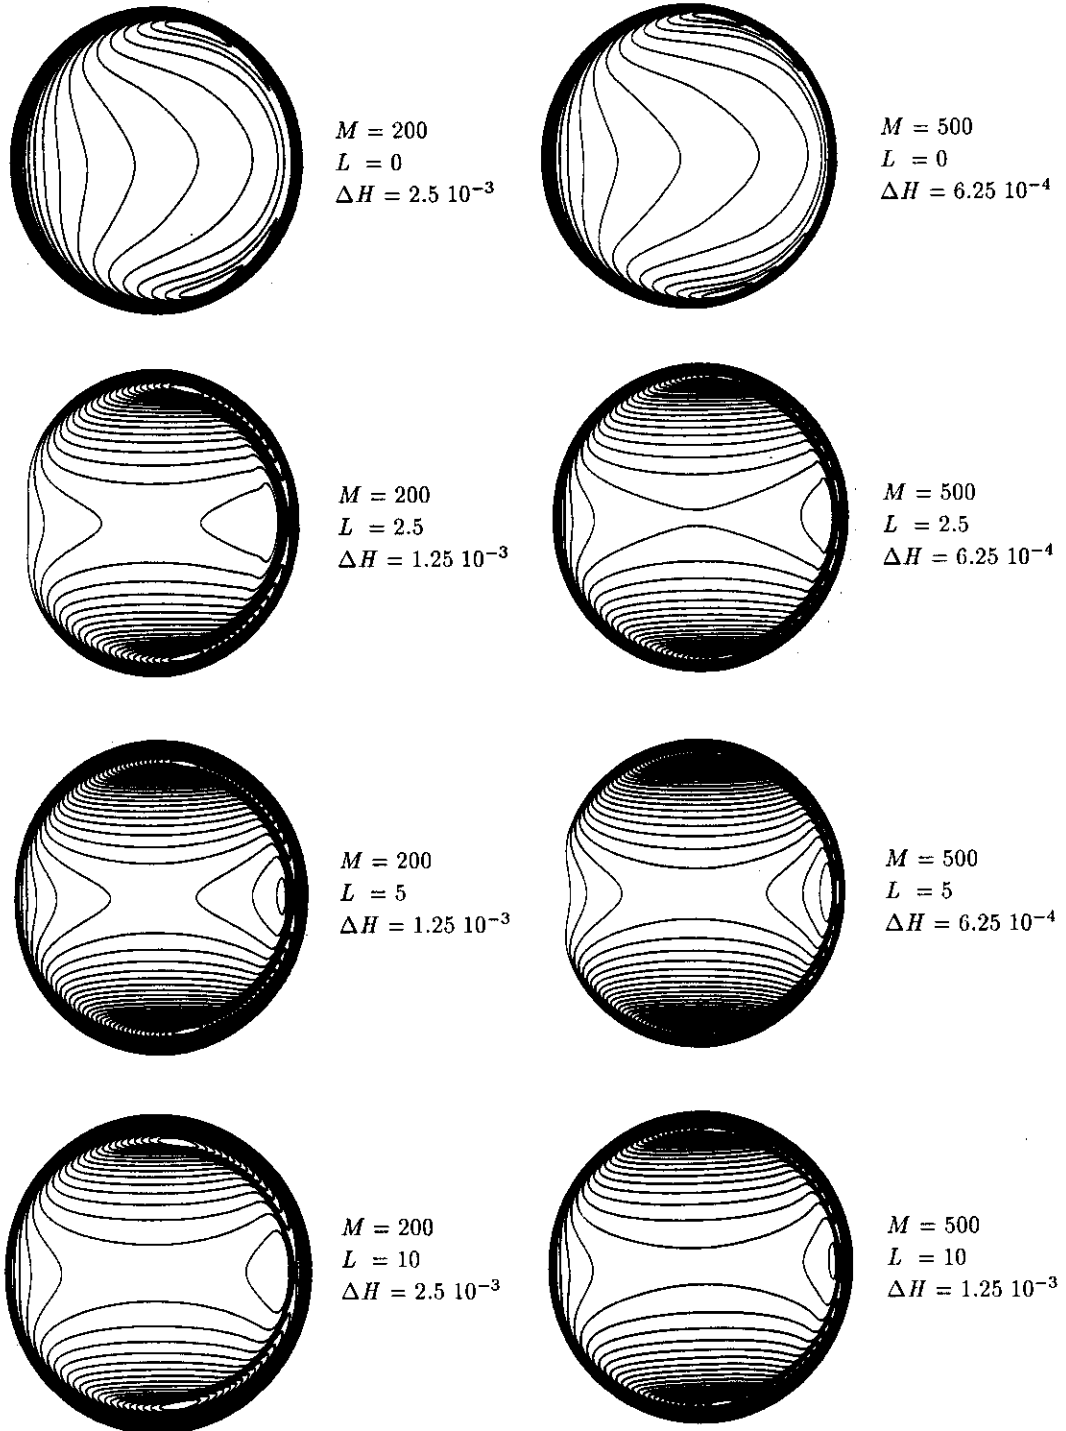 M = 200
L = 0
ΔH = 2.5 10⁻³
M = 500
L = 0
ΔH = 6.25 10⁻⁴
M = 200
L = 2.5
ΔH = 1.25 10⁻³
M = 500
L = 2.5
ΔH = 6.25 10⁻⁴
M = 200
L = 5
ΔH = 1.25 10⁻³
M = 500
L = 5
ΔH = 6.25 10⁻⁴
M = 200
L = 10
ΔH = 2.5 10⁻³
M = 500
L = 10
ΔH = 1.25 10⁻³